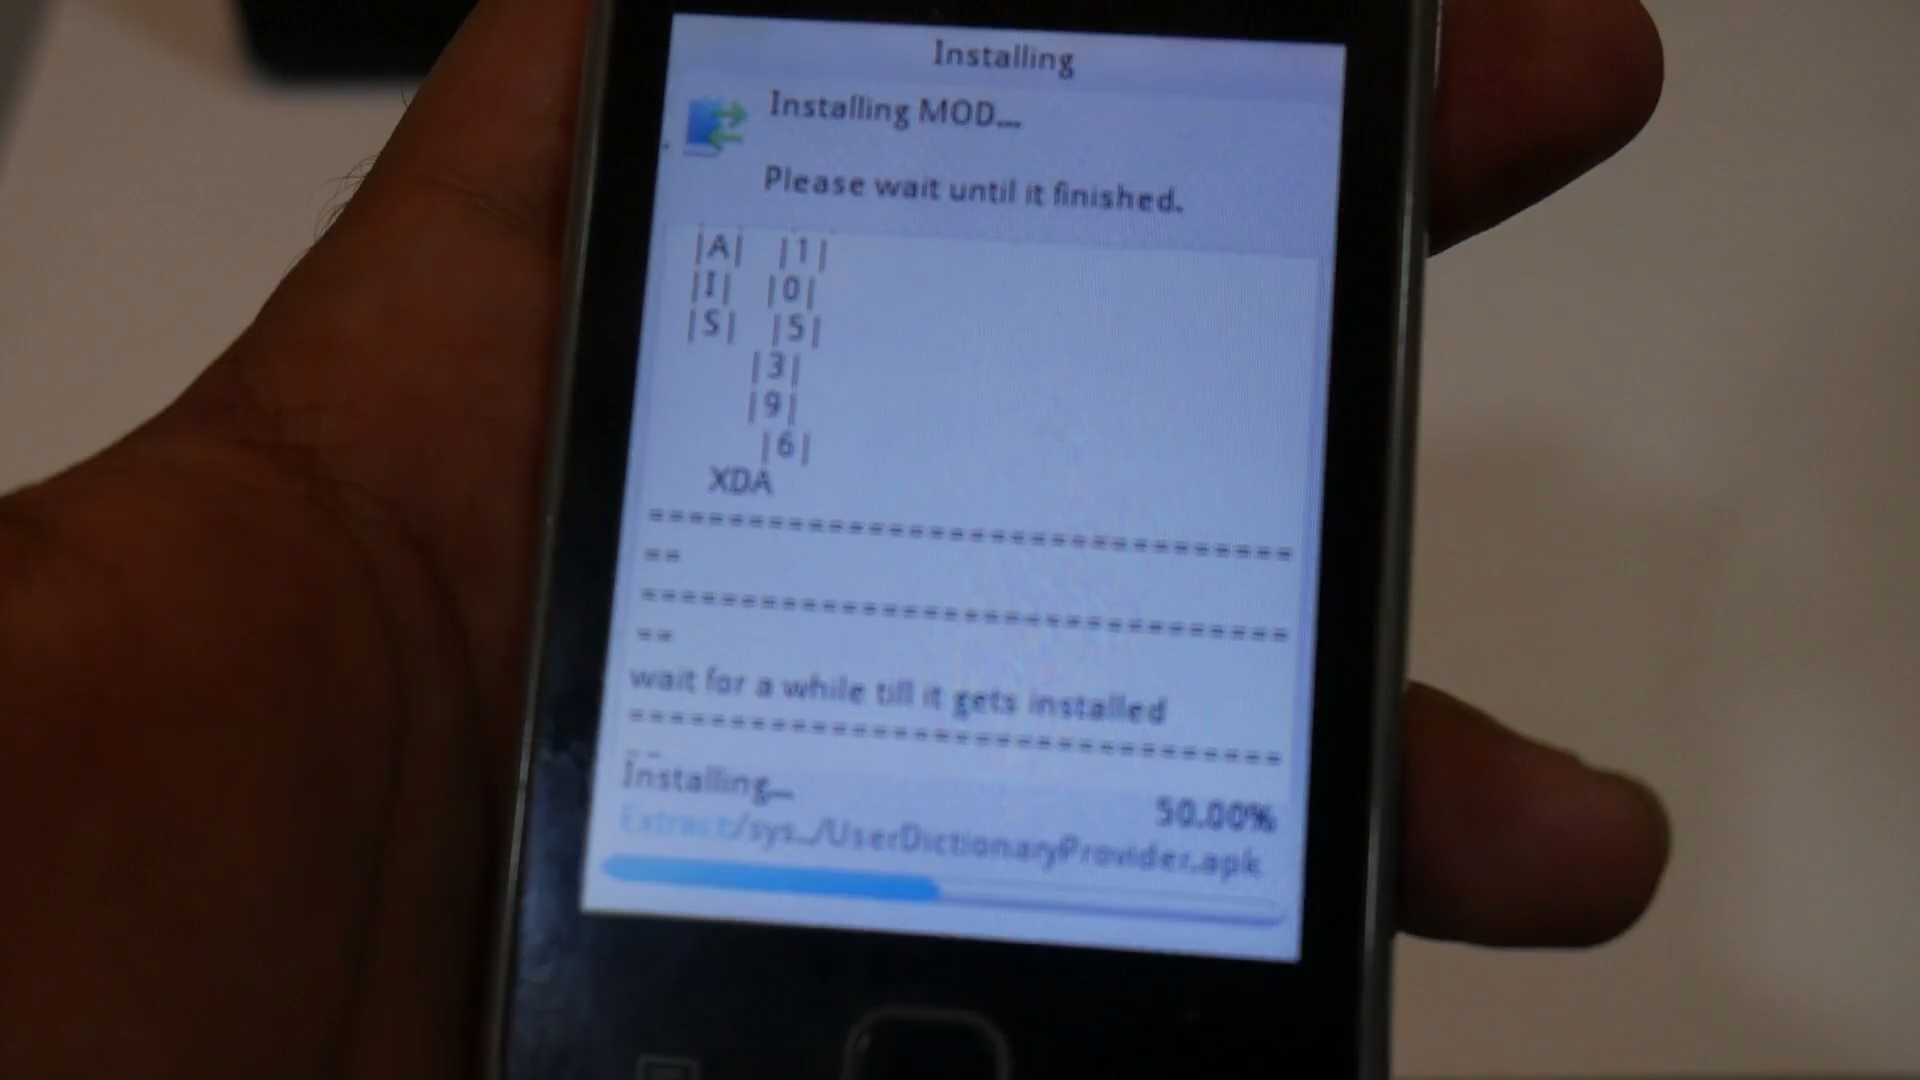 Installing
Installing MOD...
Please wait until it finished.
|A| |1|
|I| |0|
|S| |5|
|3|
|9|
|6|
XDA
---------------------------------
--
---------------------------------
--
wait for a while till it gets installed
---------------------------------
--
Installing... 50.00%
Extract:/sys.../UserDictionaryProvider.apk